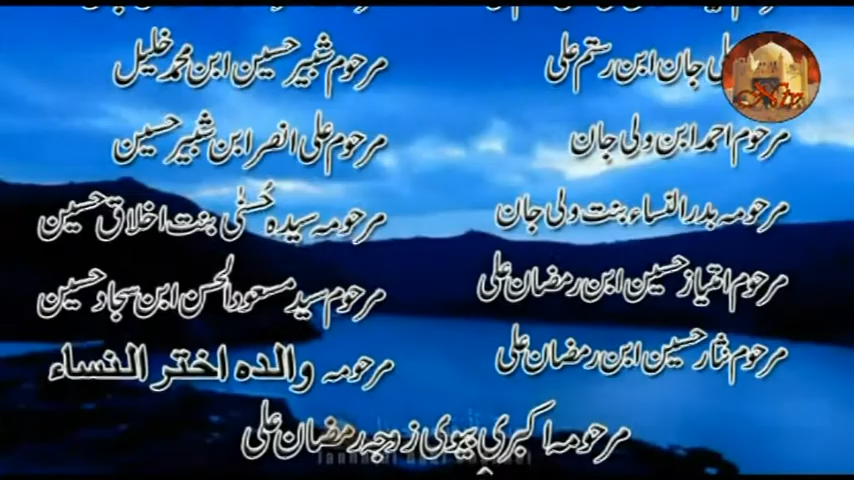 علی جان ابن رستم علی
مرحوم شبیر حسین ابن محمد خلیل
مرحوم احمد ابن ولی جان
مرحوم علی انصر ابن شبیر حسین
مرحومہ بدر النساء بنت ولی جان
مرحومہ سیدہ حُسنٰی بنت اخلاق حسین
مرحوم امتیاز حسین ابن رمضان علی
مرحوم سید مسعود الحسن ابن سجاد حسین
مرحوم نثار حسین ابن رمضان علی
مرحومہ والدہ اختر النساء
مرحومہ اکبری بیوی زوجہ رمضان علی